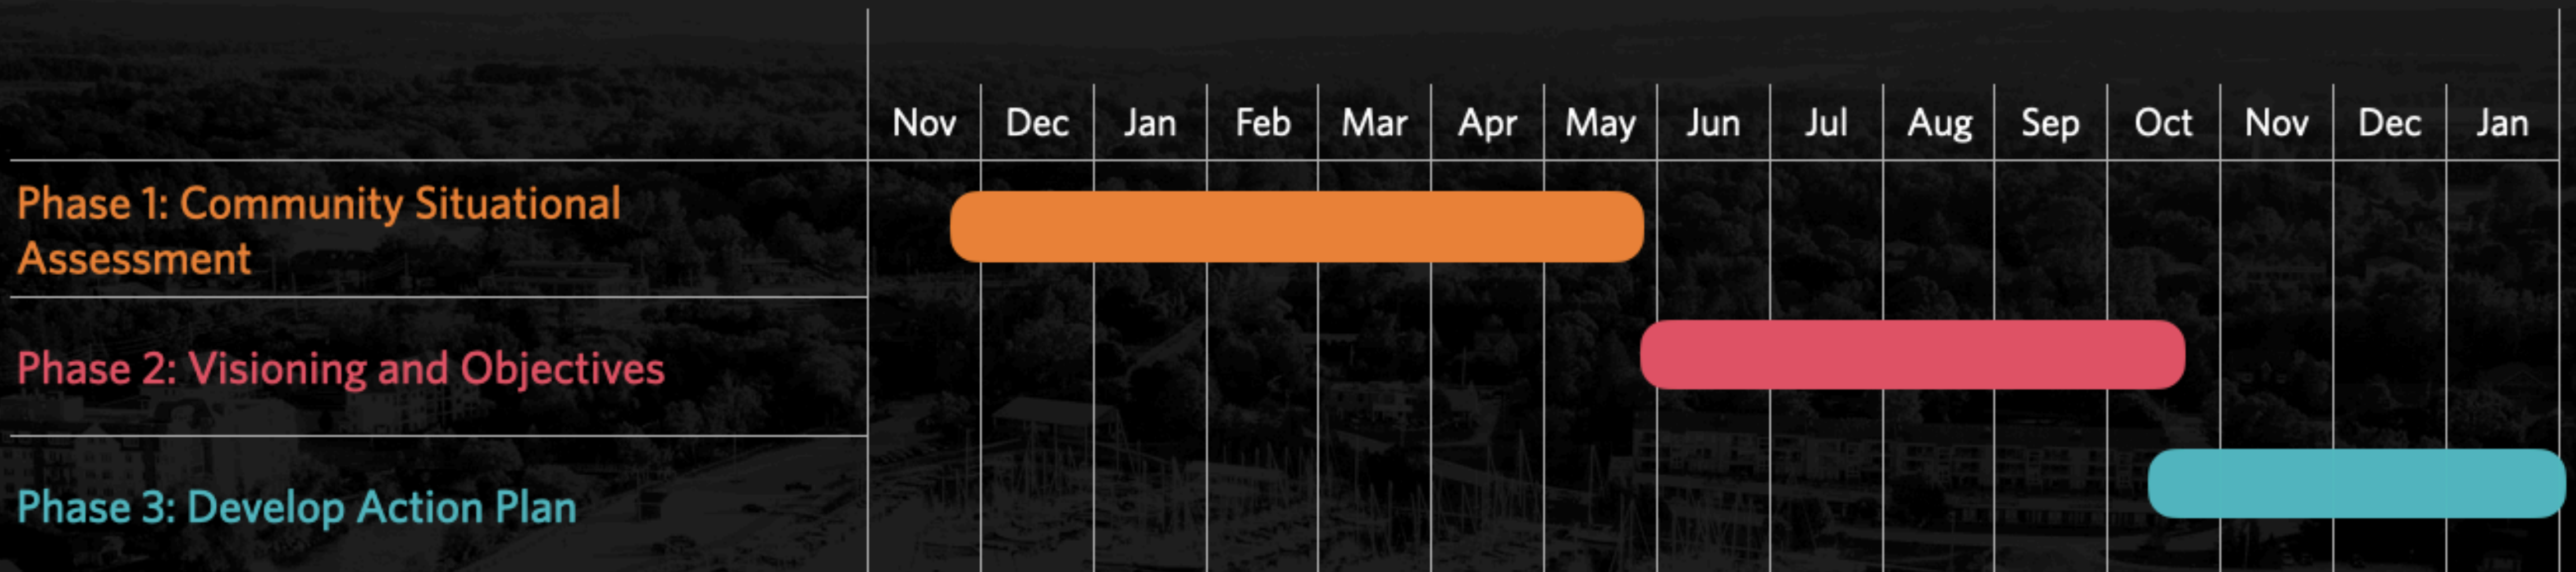 Nov Dec Jan Feb Mar Apr May Jun Jul Aug Sep Oct Nov Dec Jan
Phase 1: Community Situational
Assessment
Phase 2: Visioning and Objectives
Phase 3: Develop Action Plan